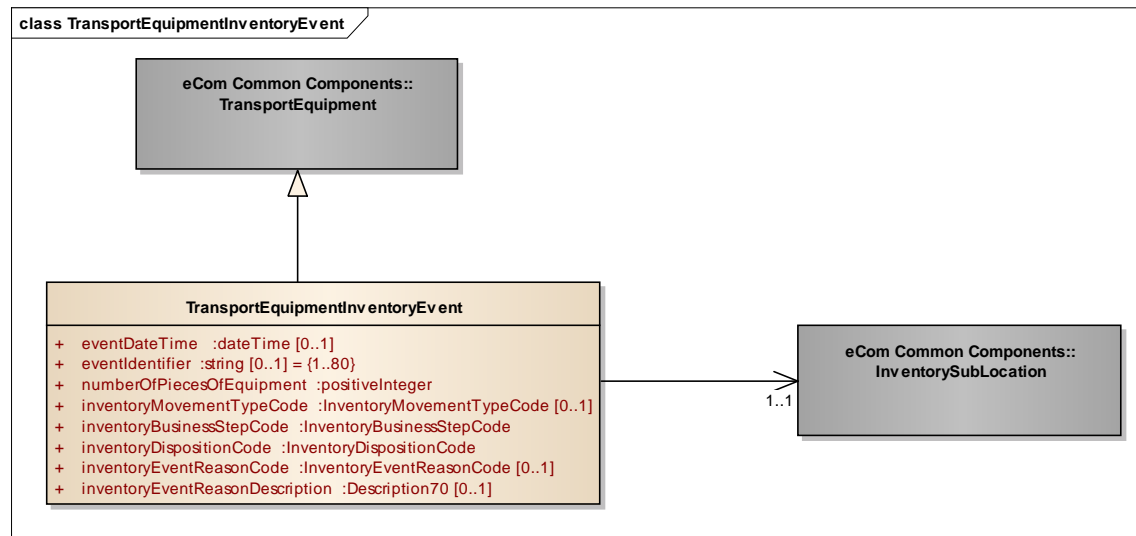 class TransportEquipmentInventoryEvent
eCom Common Components::
TransportEquipment
TransportEquipmentInventoryEvent
+ eventDateTime :dateTime [0..1]
+ eventIdentifier :string [0..1] = {1..80}
+ numberOfPiecesOfEquipment :positiveInteger
+ inventoryMovementTypeCode :InventoryMovementTypeCode [0..1]
+ inventoryBusinessStepCode :InventoryBusinessStepCode
+ inventoryDispositionCode :InventoryDispositionCode
+ inventoryEventReasonCode :InventoryEventReasonCode [0..1]
+ inventoryEventReasonDescription :Description70 [0..1]
eCom Common Components::
InventorySubLocation
1..1